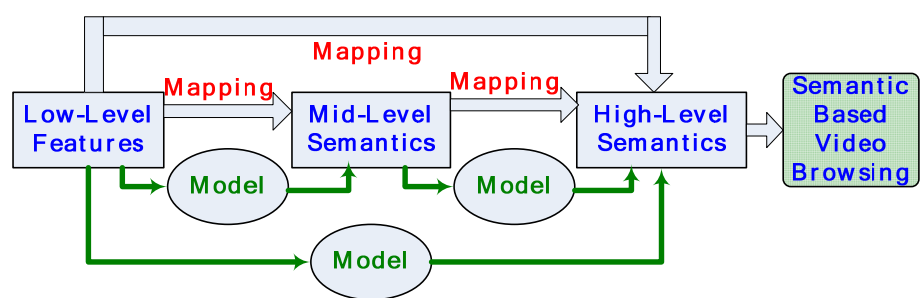 Mapping
Mapping
Mapping
Low-Level
Features
Mid-Level
Semantics
High-Level
Semantics
Semantic
Based
Video
Browsing
Model
Model
Model